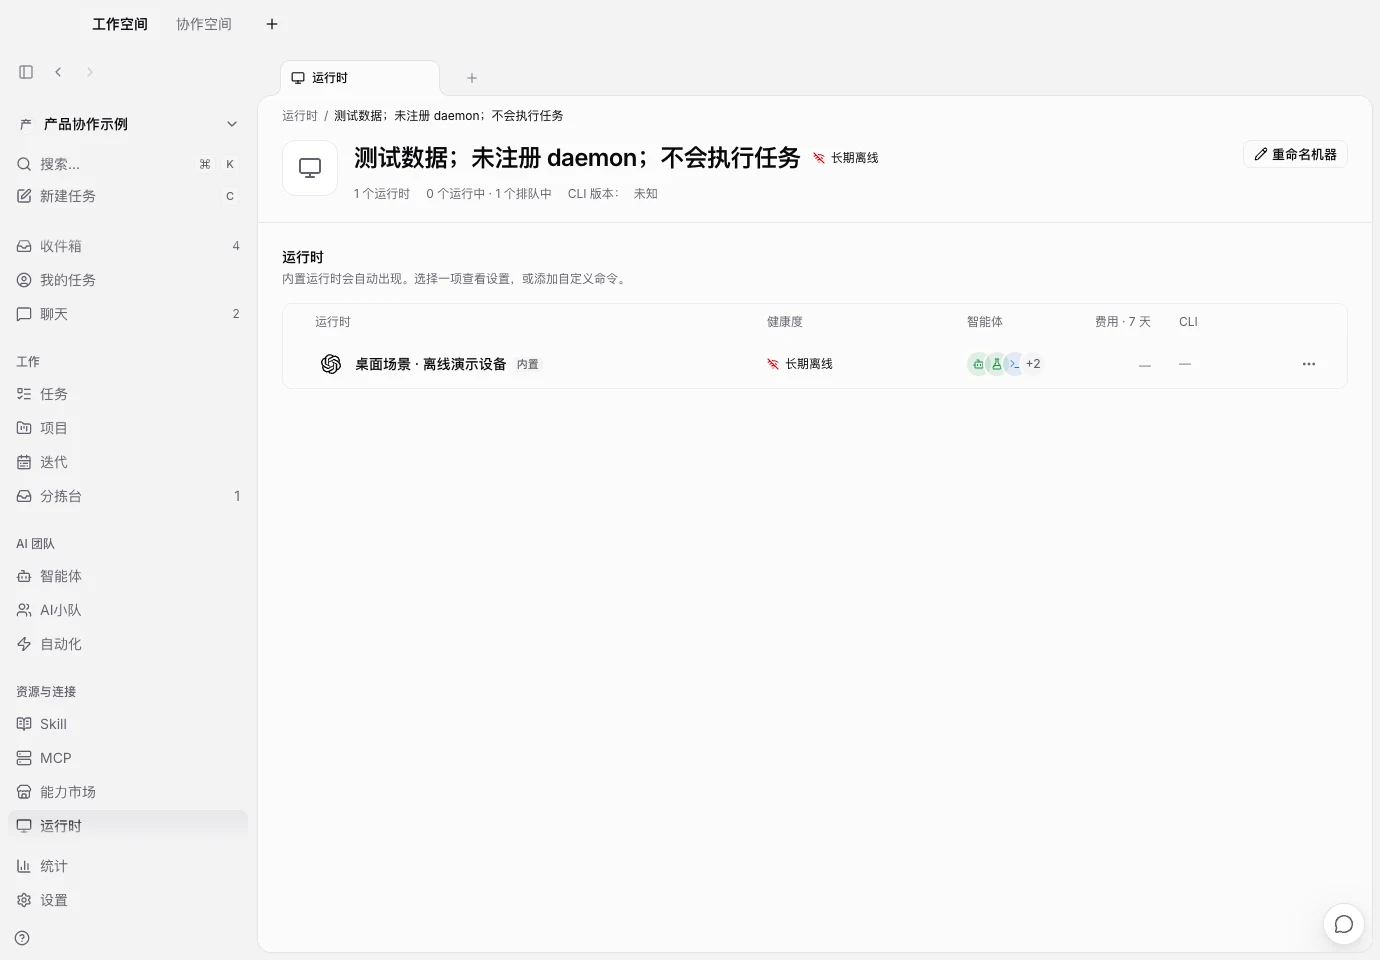 工作空间 协作空间
运行时
产品协作示例
搜索... ⌘ K
新建任务 C
收件箱 4
我的任务
聊天 2
工作
任务
项目
迭代
分拣台 1
AI 团队
智能体
AI小队
自动化
资源与连接
Skill
MCP
能力市场
运行时
统计
设置
运行时 / 测试数据；未注册 daemon；不会执行任务
测试数据；未注册 daemon；不会执行任务 长期离线
重命名机器
1 个运行时 0 个运行中 · 1 个排队中 CLI 版本： 未知
运行时
内置运行时会自动出现。选择一项查看设置，或添加自定义命令。
运行时 健康度 智能体 费用 · 7 天 CLI
桌面场景 · 离线演示设备 内置 长期离线 +2 — —